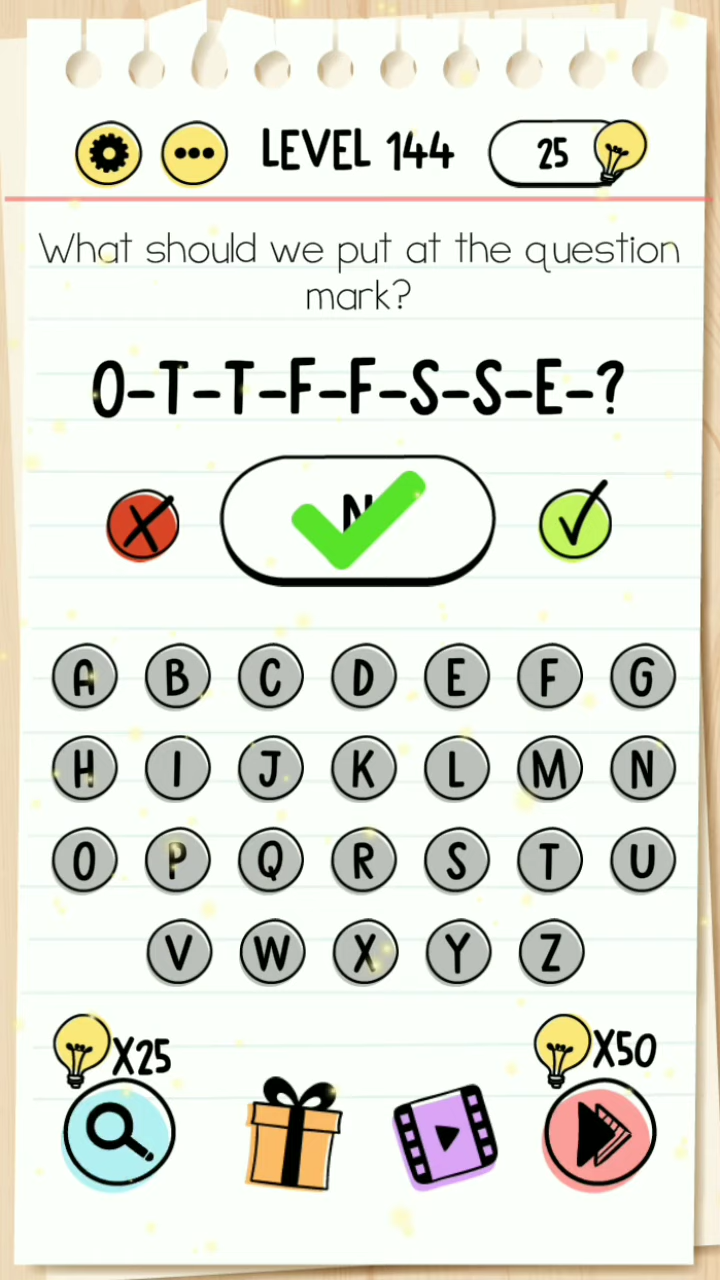 LEVEL 144
25
What should we put at the question
mark?
O-T-T-F-F-S-S-E-?
N
A B C D E F G
H I J K L M N
O P Q R S T U
V W X Y Z
X25
X50